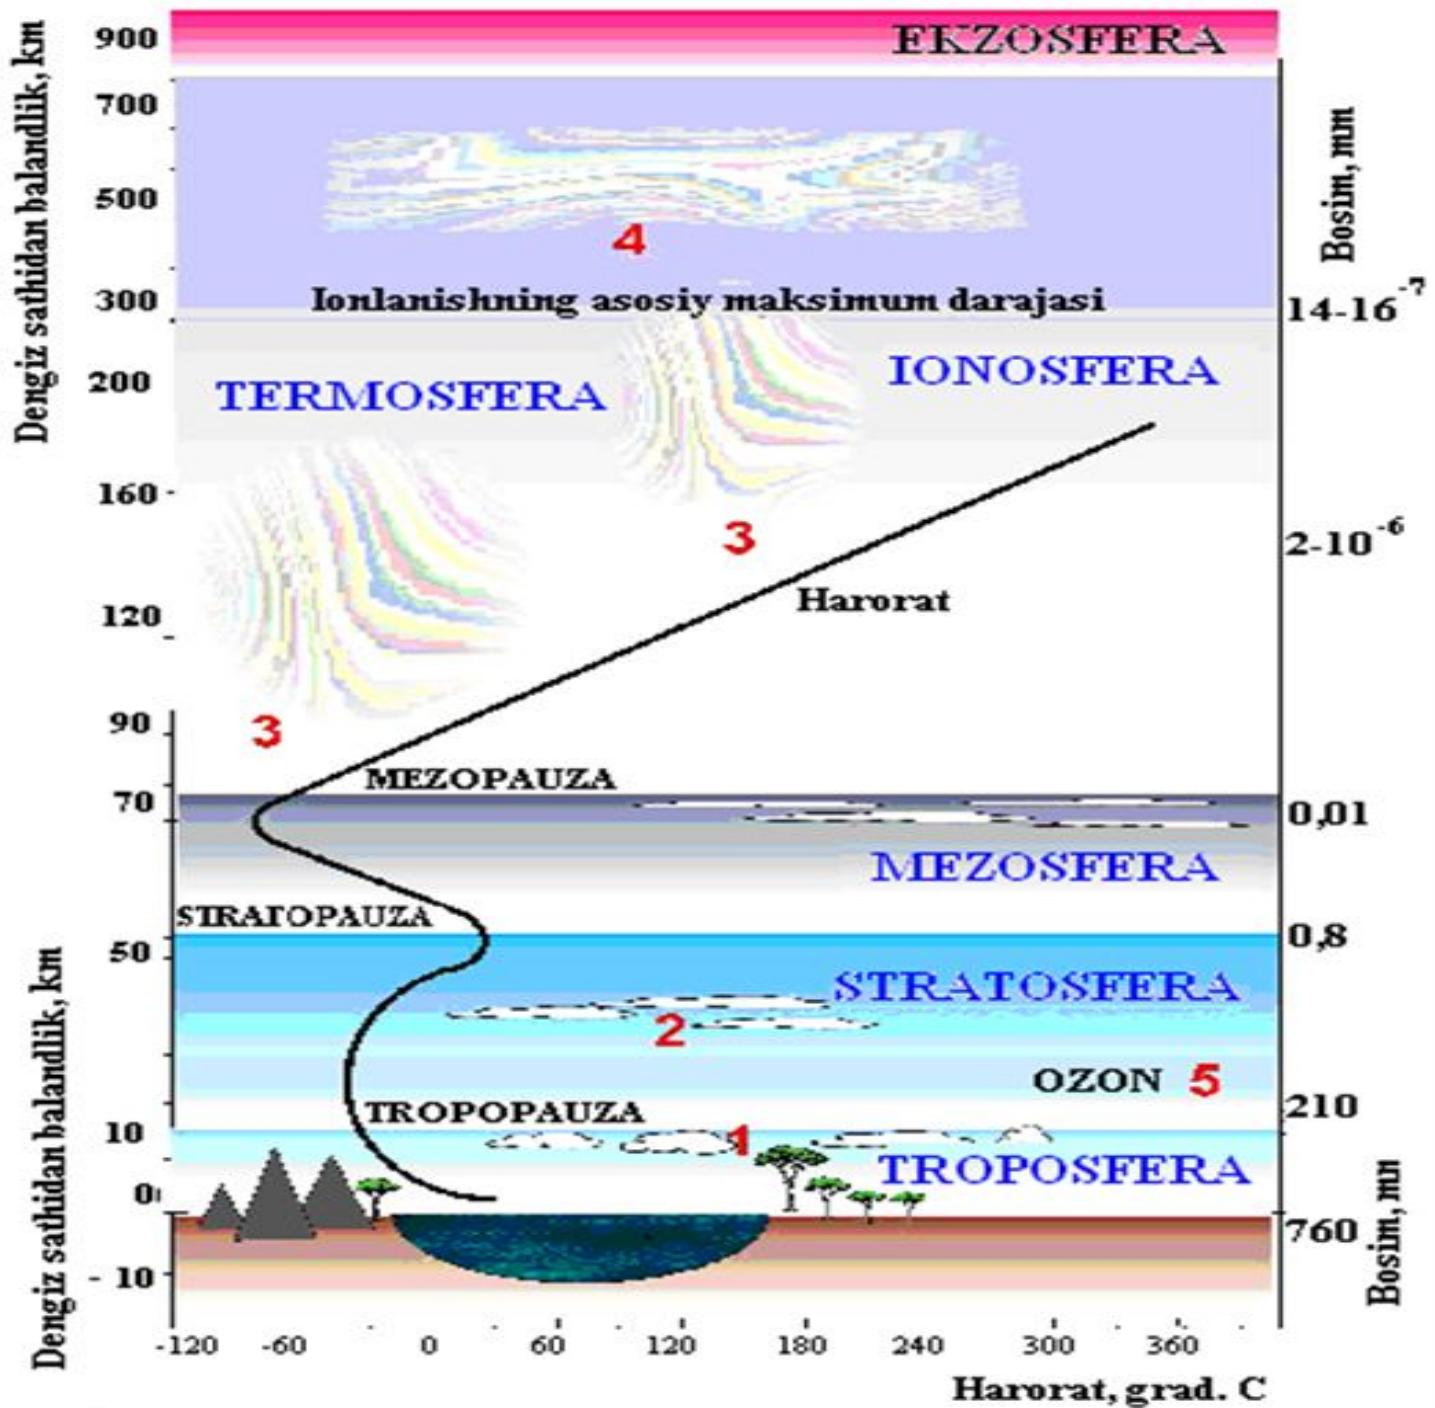 Dengiz sathidan balandlik, km
900
EKZOSFERA
700
500
4
Bosim, mm
300
Ionlanishning asosiy maksimum darajasi
14-16⁻⁷
200
TERMOSFERA
IONOSFERA
160
3
2-10⁻⁶
120
Harorat
90
3
MEZOPAUZA
70
0,01
MEZOSFERA
STRATOPAUZA
50
0,8
STRATOSFERA
2
OZON 5
TROPOPAUZA
210
10
1
TROPOSFERA
0
760
- 10
Dengiz sathidan balandlik, km
Bosim, mn
-120 -60 0 60 120 180 240 300 360
Harorat, grad. C